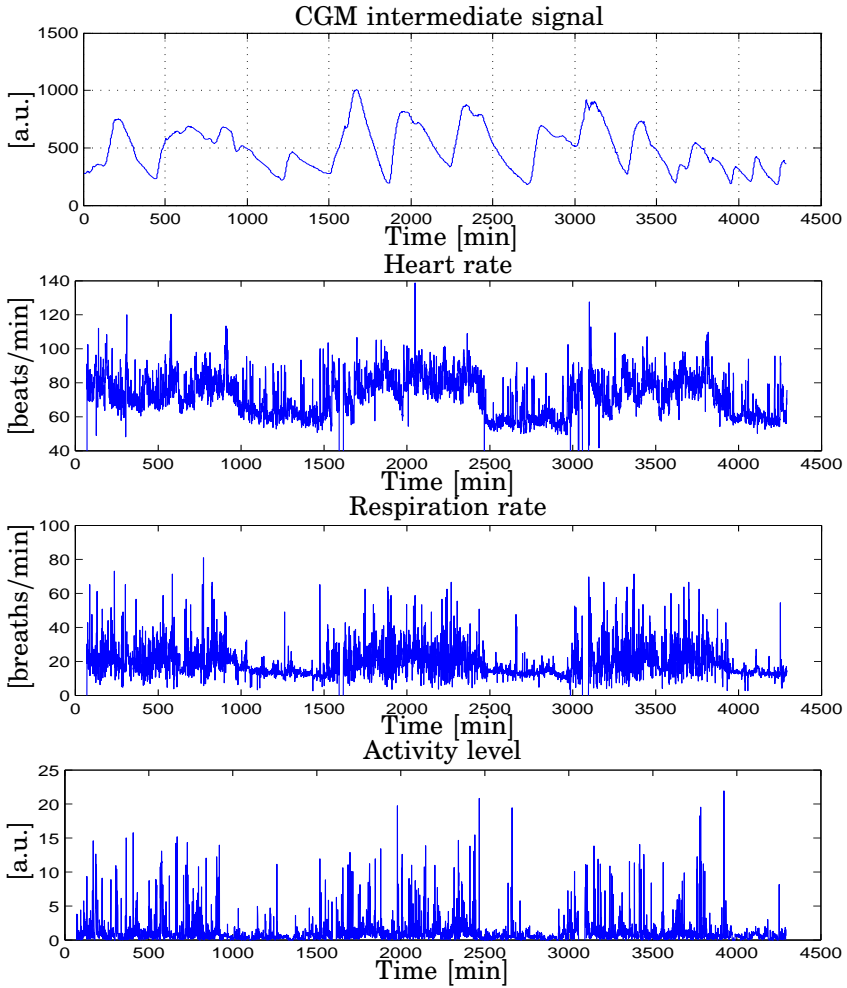 CGM intermediate signal
1500
1000
500
0
[a.u.]
0 500 1000 1500 2000 2500 3000 3500 4000 4500
Time [min]
Heart rate
140
120
100
80
60
40
[beats/min]
0 500 1000 1500 2000 2500 3000 3500 4000 4500
Time [min]
Respiration rate
100
80
60
40
20
0
[breaths/min]
0 500 1000 1500 2000 2500 3000 3500 4000 4500
Time [min]
Activity level
25
20
15
10
5
0
[a.u.]
0 500 1000 1500 2000 2500 3000 3500 4000 4500
Time [min]